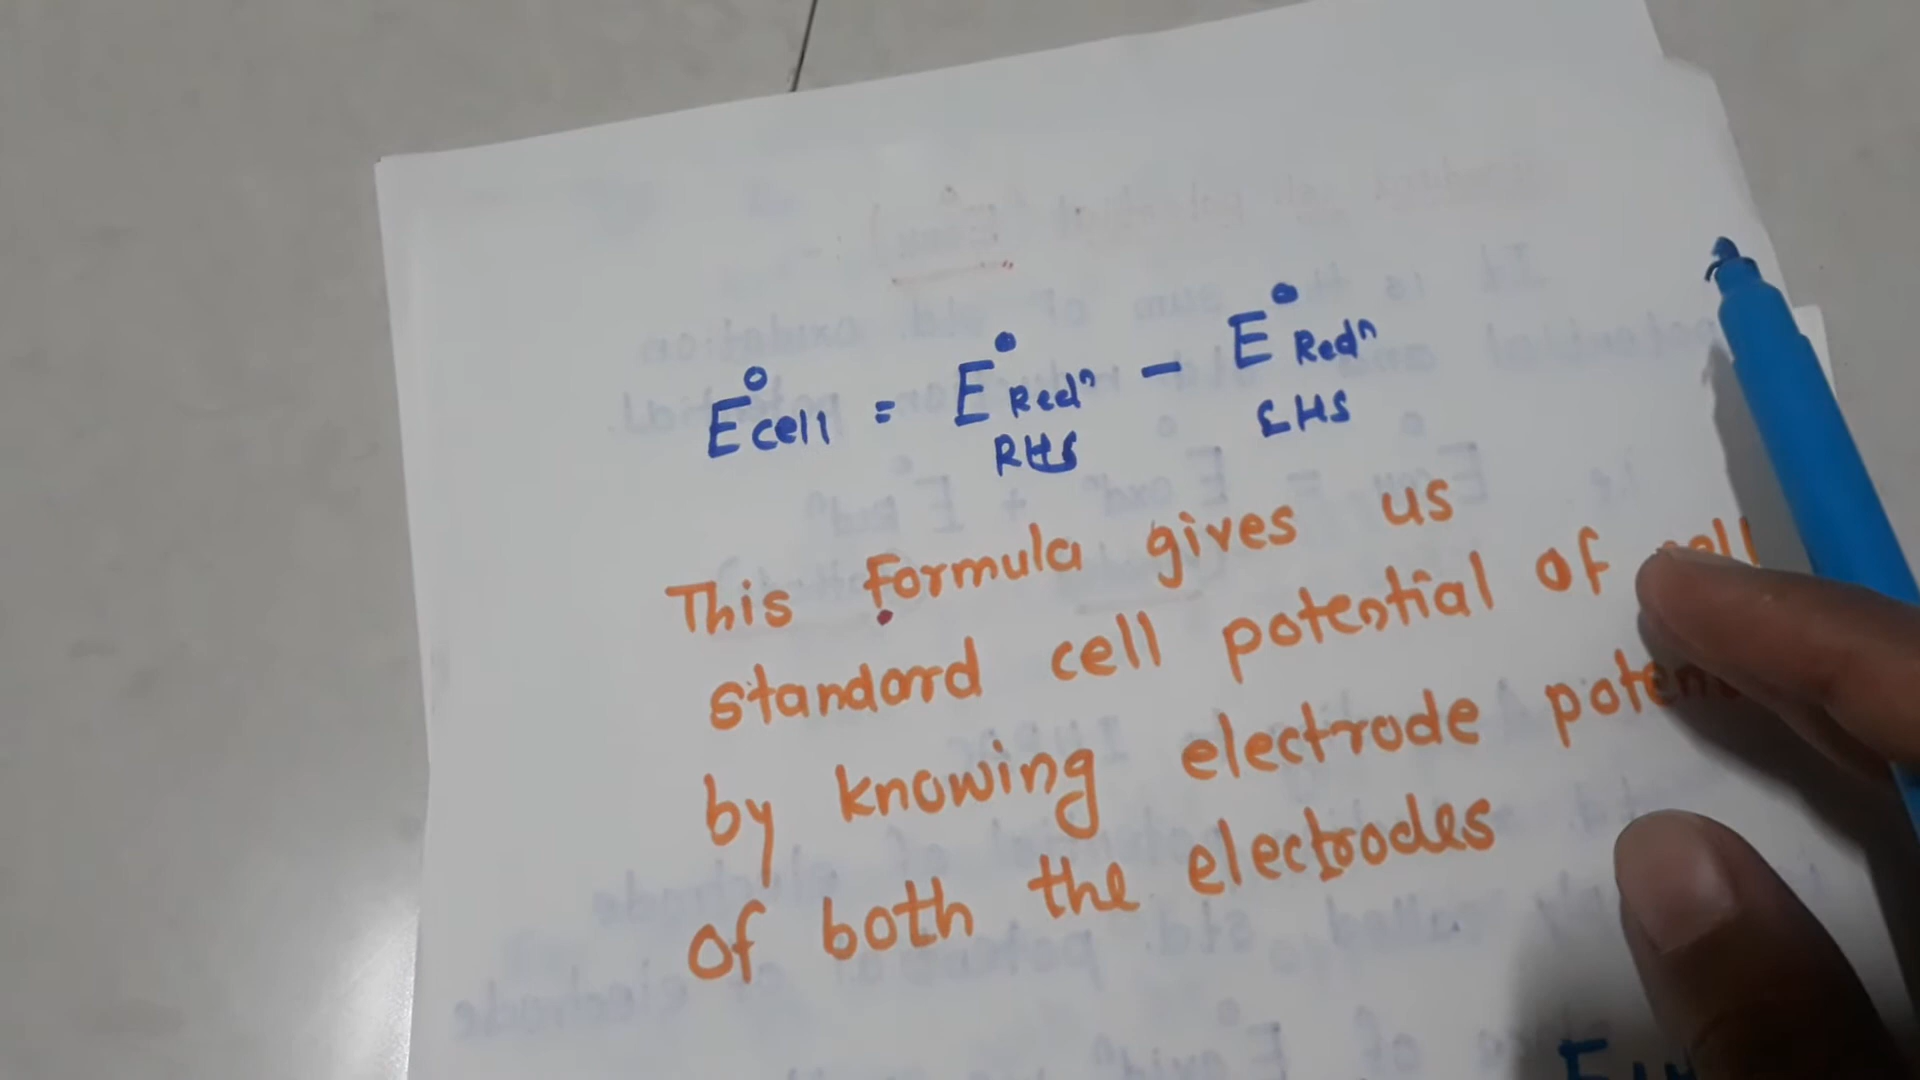 E°cell = E°Redⁿ - E°Redⁿ
RHS LHS
This formula gives us
standard cell potential of cell
by knowing electrode
of both the electrodes